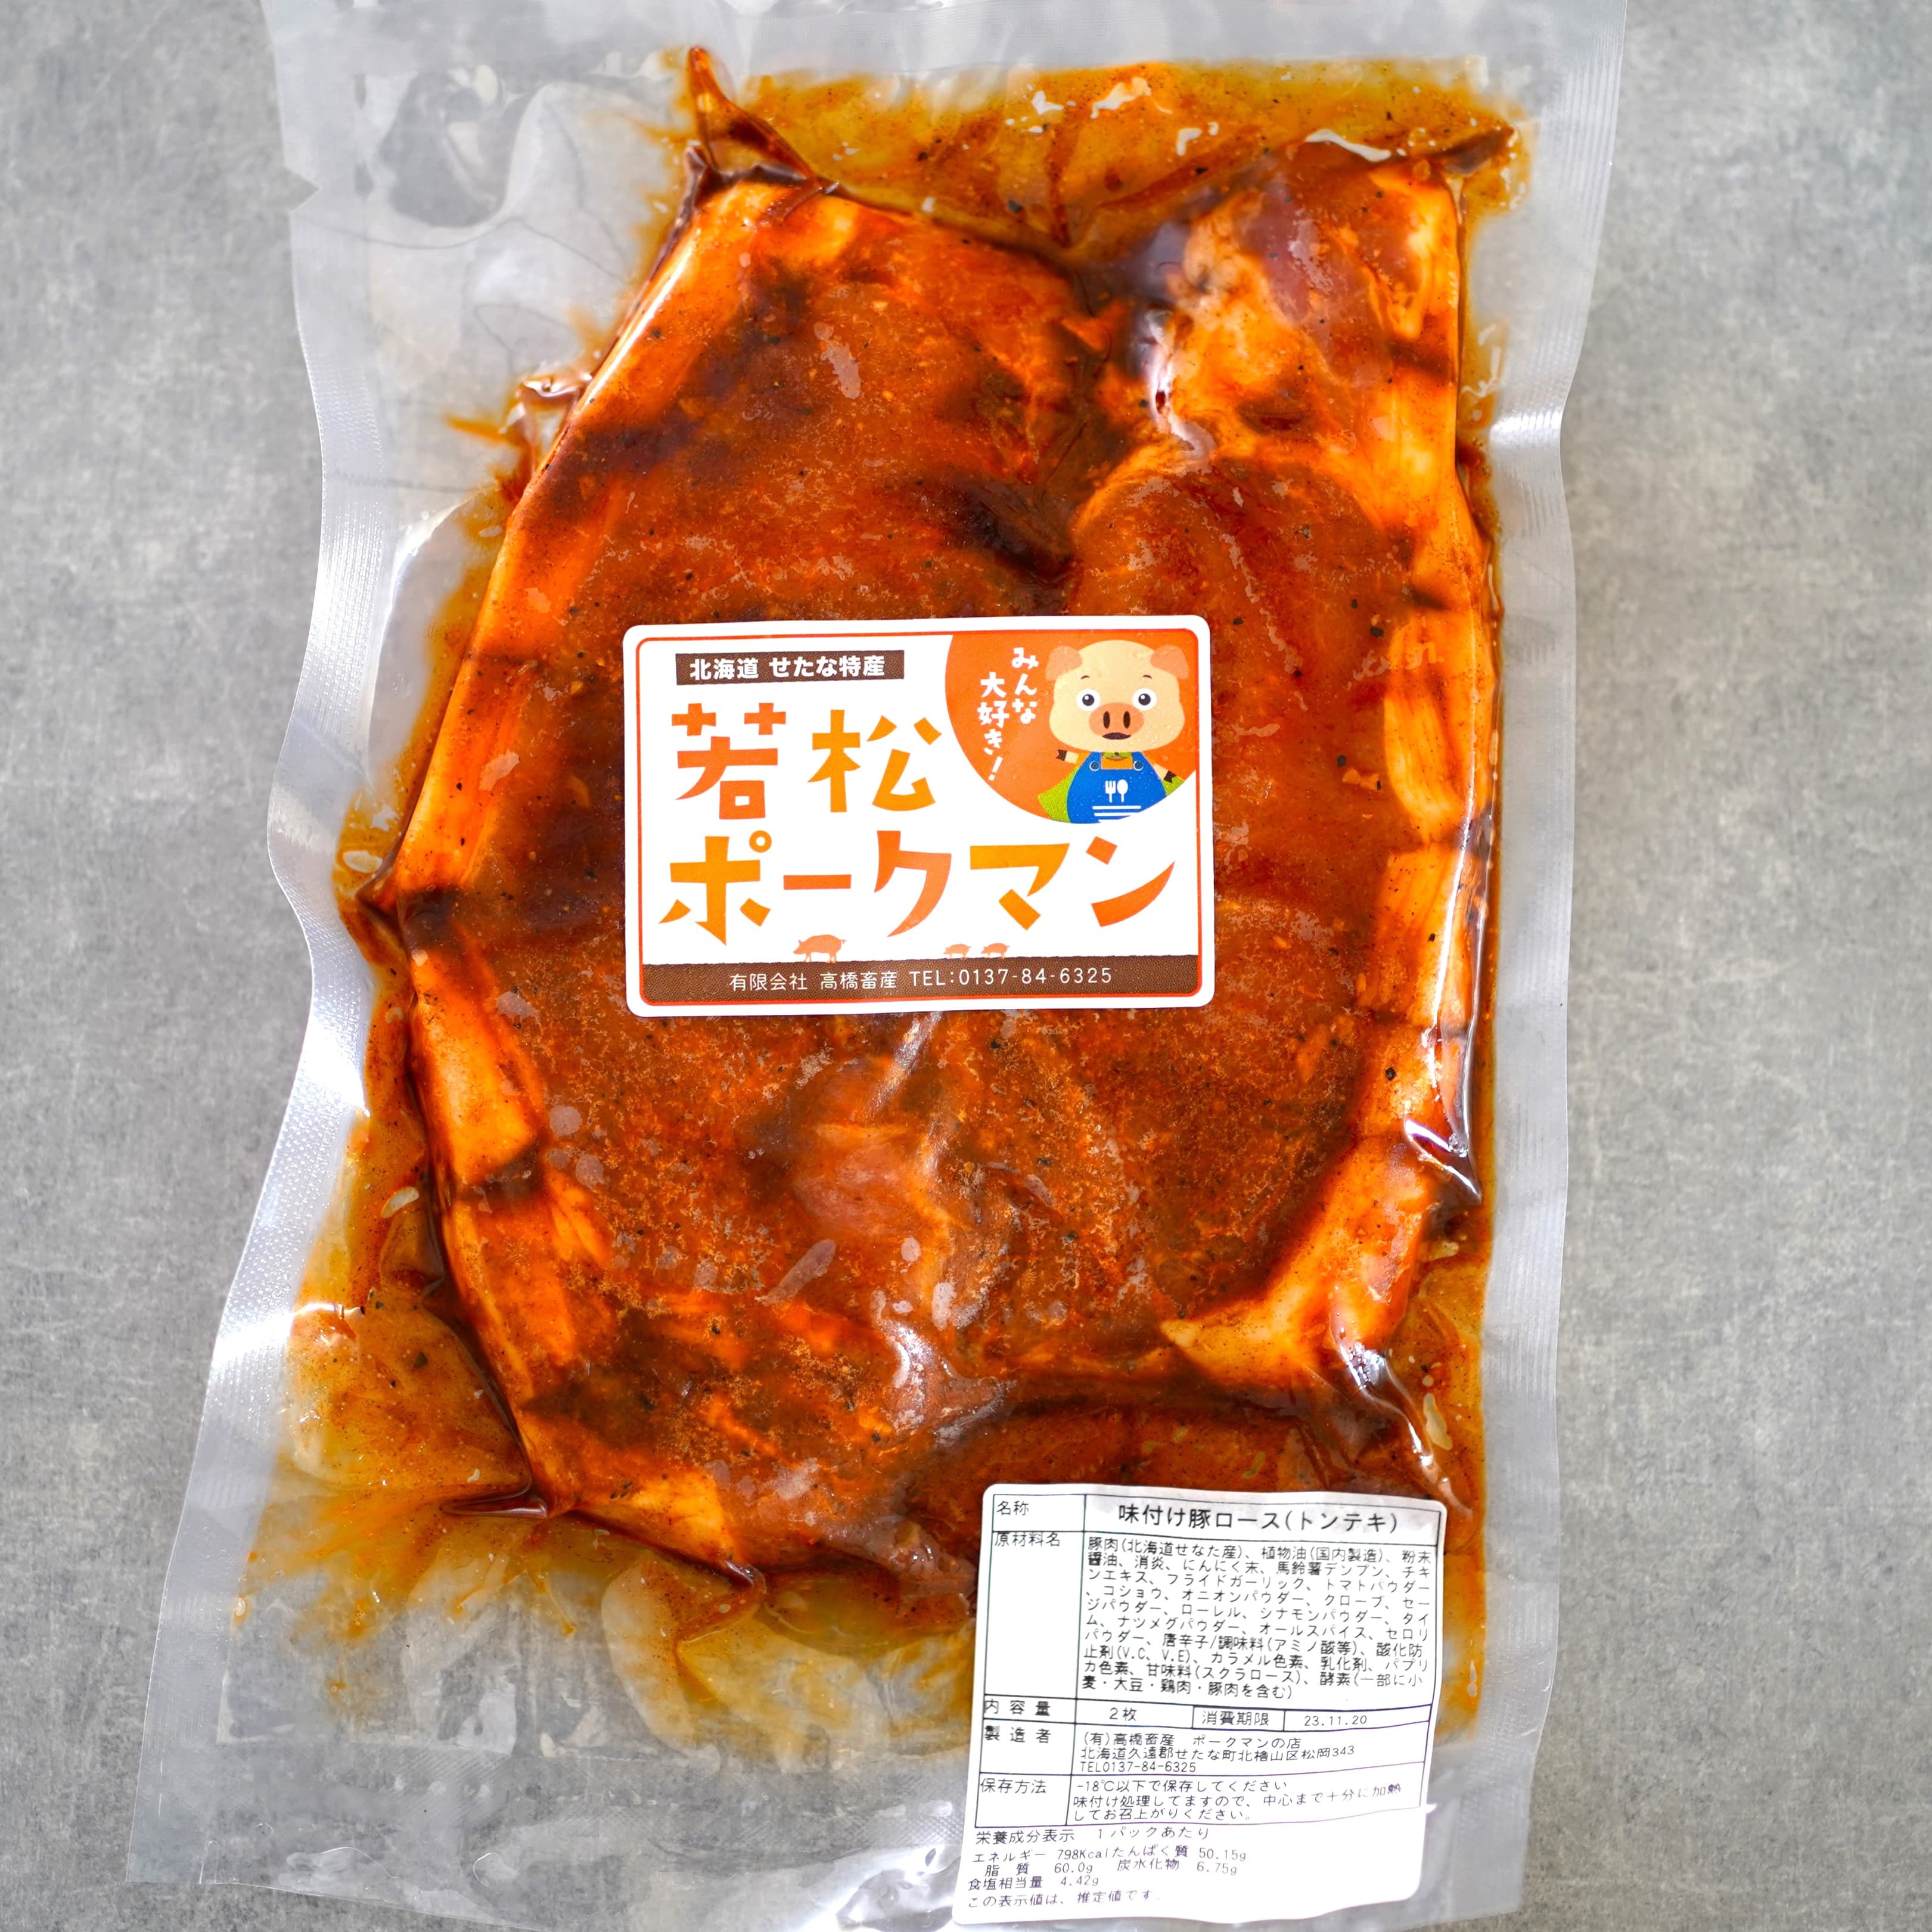 北海道 せたな特産
みんな
大好き!
若松
ポークマン
有限会社 高橋畜産 TEL:0137-84-6325
名称 味付け豚ロース(トンテキ)
原材料名 豚肉(北海道せなた産)、植物油(国内製造)、粉末
醤油、消炎、にんにく末、馬鈴薯デンプン、チキ
ンエキス、フライドガーリック、トマトパウダー
、コショウ、オニオンパウダー、クローブ、セー
ジパウダー、ローレル、シナモンパウダー、タイ
ム、ナツメグパウダー、オールスパイス、セロリ
パウダー、唐辛子/調味料(アミノ酸等)、酸化防
止剤(V.C、V.E)、カラメル色素、乳化剤、パプリ
カ色素、甘味料(スクラロース)、酵素(一部に小
麦・大豆・鶏肉・豚肉を含む)
内容量 2枚 消費期限 23.11.20
製造者 (有)高橋畜産 ポークマンの店
北海道久遠郡せたな町北檜山区松岡343
TEL0137-84-6325
保存方法 -18℃以下で保存してください
味付け処理してますので、中心まで十分に加熱
してお召上がりください。
栄養成分表示 1パックあたり
エネルギー 798Kcalたんぱく質 50.15g
脂質 60.0g 炭水化物 6.75g
食塩相当量 4.42g
この表示値は、推定値です。